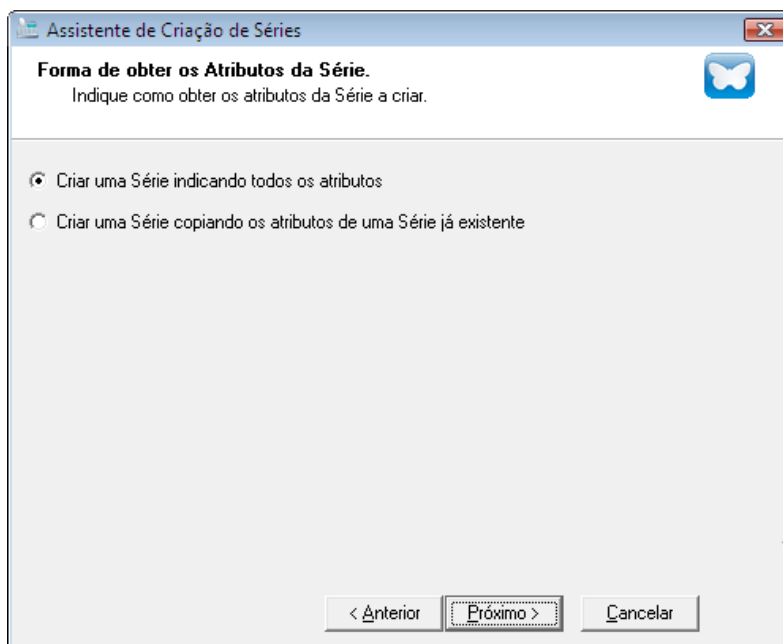 Assistente de Criação de Séries
Forma de obter os Atributos da Série.
Indique como obter os atributos da Série a criar.
Criar uma Série indicando todos os atributos
Criar uma Série copiando os atributos de uma Série já existente
< Anterior
Próximo >
Cancelar